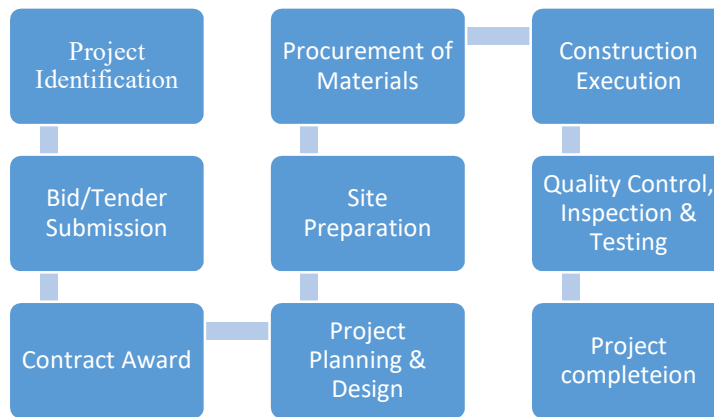 Project
Identification
Bid/Tender
Submission
Contract Award
Project
Planning &
Design
Site
Preparation
Procurement of
Materials
Construction
Execution
Quality Control,
Inspection &
Testing
Project
completeion